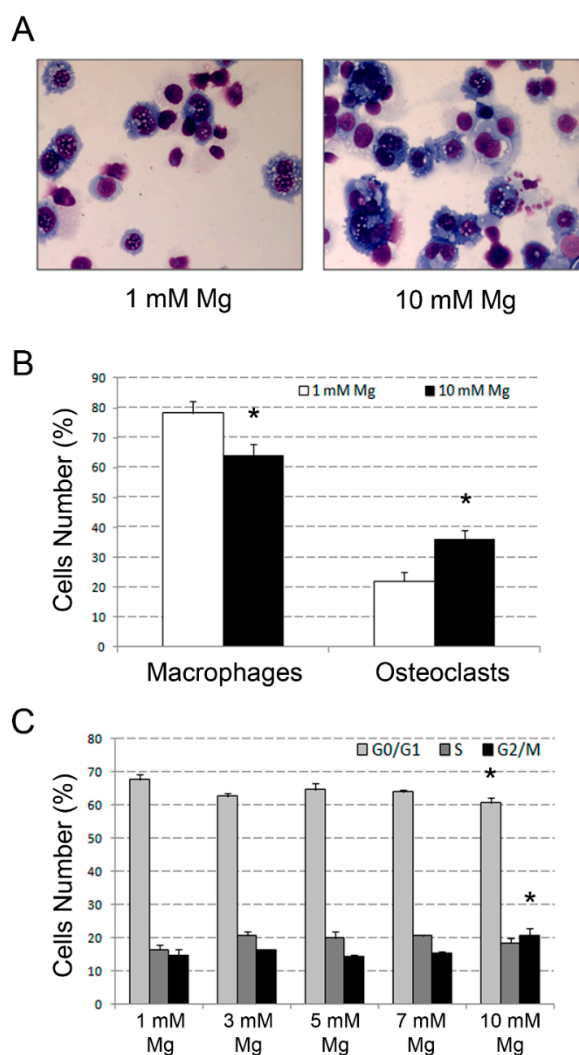 A
1 mM Mg 10 mM Mg
B
90
80
70
60
50
40
30
20
10
0
Cells Number (%)
1 mM Mg 10 mM Mg
*
*
Macrophages Osteoclasts
C
80
70
60
50
40
30
20
10
0
Cells Number (%)
G0/G1 S G2/M
*
*
1 mM 3 mM 5 mM 7 mM 10 mM
Mg Mg Mg Mg Mg